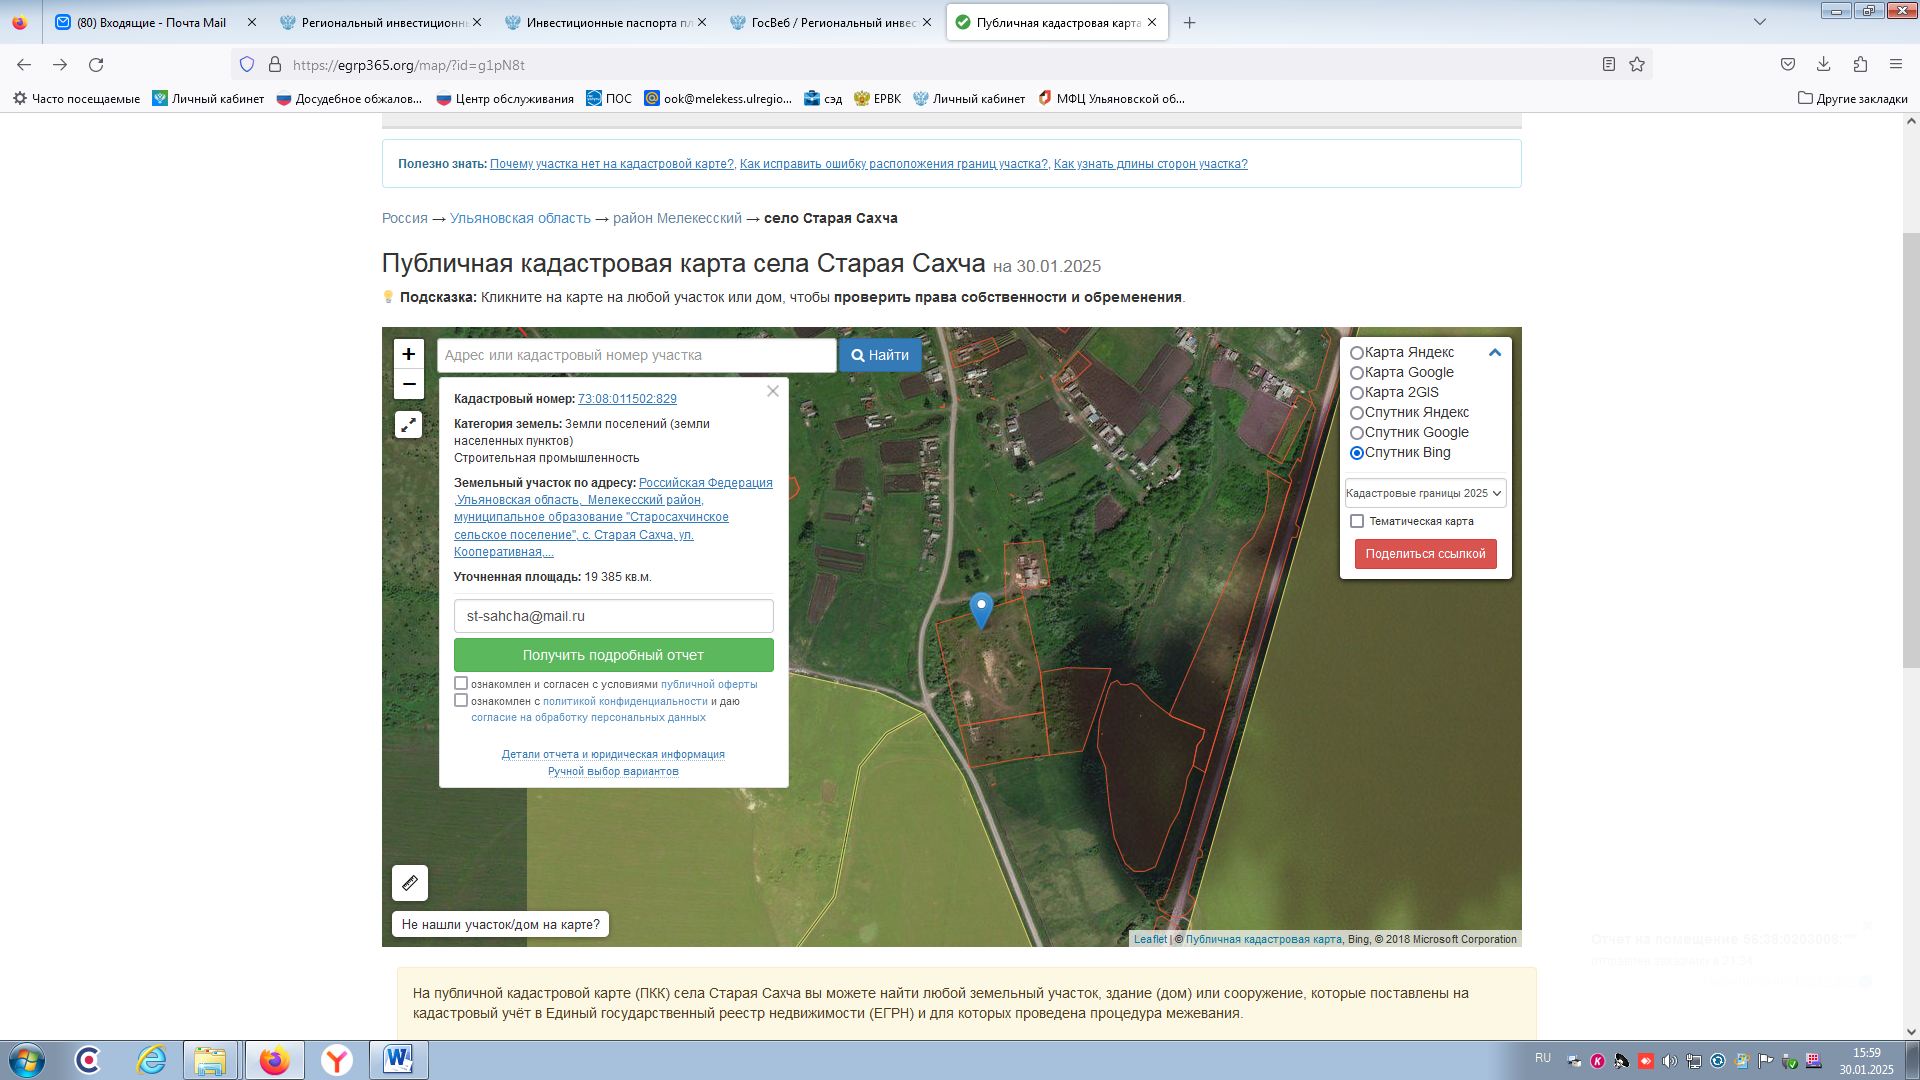 (80) Входящие - Почта Mail
Региональный инвестиционн
Инвестиционные паспорта пл
ГосВеб / Региональный инвес
Публичная кадастровая карта
https://egrp365.org/map/?id=g1pN8t
Часто посещаемые
Личный кабинет
Досудебное обжалов...
Центр обслуживания
ПОС
ook@melekess.ulregio...
сэд
ЕРВК
Личный кабинет
МФЦ Ульяновской об...
Другие закладки
Полезно знать: Почему участка нет на кадастровой карте?, Как исправить ошибку расположения границ участка?, Как узнать длины сторон участка?
Россия → Ульяновская область → район Мелекесский → село Старая Сахча
Публичная кадастровая карта села Старая Сахча на 30.01.2025
Подсказка: Кликните на карте на любой участок или дом, чтобы проверить права собственности и обременения.
+
−
Адрес или кадастровый номер участка
Найти
Кадастровый номер: 73:08:011502:829
Категория земель: Земли поселений (земли
населенных пунктов)
Строительная промышленность
Земельный участок по адресу: Российская Федерация
,Ульяновская область, Мелекесский район,
муниципальное образование "Старосахчинское
сельское поселение", с. Старая Сахча, ул.
Кооперативная,...
Уточненная площадь: 19 385 кв.м.
st-sahcha@mail.ru
Получить подробный отчет
ознакомлен и согласен с условиями публичной оферты
ознакомлен с политикой конфиденциальности и даю
согласие на обработку персональных данных
Детали отчета и юридическая информация
Ручной выбор вариантов
Карта Яндекс
Карта Google
Карта 2GIS
Спутник Яндекс
Спутник Google
Спутник Bing
Кадастровые границы 2025
Тематическая карта
Поделиться ссылкой
Не нашли участок/дом на карте?
Leaflet | © Публичная кадастровая карта, Bing, © 2018 Microsoft Corporation
На публичной кадастровой карте (ПКК) села Старая Сахча вы можете найти любой земельный участок, здание (дом) или сооружение, которые поставлены на
кадастровый учёт в Единый государственный реестр недвижимости (ЕГРН) и для которых проведена процедура межевания.
RU
15:59
30.01.2025